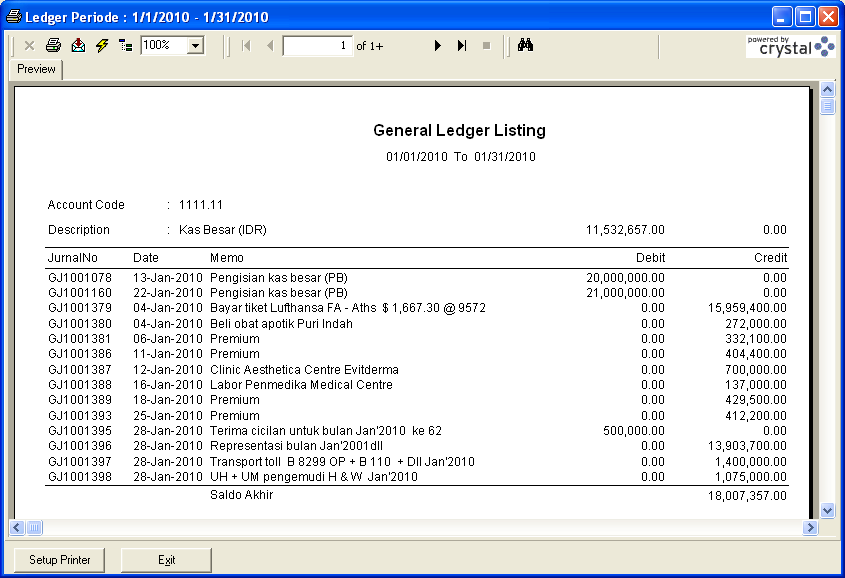 Ledger Periode : 1/1/2010 - 1/31/2010
100% 1 of 1+ powered by crystal
Preview
General Ledger Listing
01/01/2010 To 01/31/2010
Account Code : 1111.11
Description : Kas Besar (IDR) 11,532,657.00 0.00
JurnalNo Date Memo Debit Credit
GJ1001078 13-Jan-2010 Pengisian kas besar (PB) 20,000,000.00 0.00
GJ1001160 22-Jan-2010 Pengisian kas besar (PB) 21,000,000.00 0.00
GJ1001379 04-Jan-2010 Bayar tiket Lufthansa FA - Aths $ 1,667.30 @ 9572 0.00 15,959,400.00
GJ1001380 04-Jan-2010 Beli obat apotik Puri Indah 0.00 272,000.00
GJ1001381 06-Jan-2010 Premium 0.00 332,100.00
GJ1001386 11-Jan-2010 Premium 0.00 404,400.00
GJ1001387 12-Jan-2010 Clinic Aesthetica Centre Evitderma 0.00 700,000.00
GJ1001388 16-Jan-2010 Labor Penmedika Medical Centre 0.00 137,000.00
GJ1001389 18-Jan-2010 Premium 0.00 429,500.00
GJ1001393 25-Jan-2010 Premium 0.00 412,200.00
GJ1001395 28-Jan-2010 Terima cicilan untuk bulan Jan'2010 ke 62 500,000.00 0.00
GJ1001396 28-Jan-2010 Representasi bulan Jan'2001dll 0.00 13,903,700.00
GJ1001397 28-Jan-2010 Transport toll B 8299 OP + B 110 + Dll Jan'2010 0.00 1,400,000.00
GJ1001398 28-Jan-2010 UH + UM pengemudi H & W Jan'2010 0.00 1,075,000.00
Saldo Akhir 18,007,357.00
Setup Printer Exit